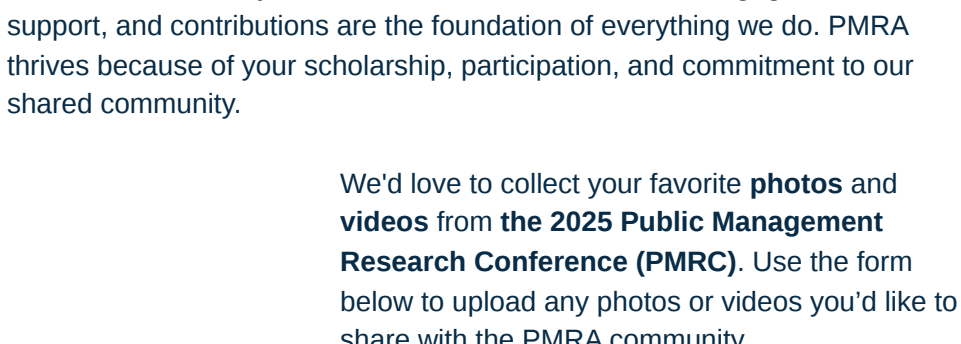 support, and contributions are the foundation of everything we do. PMRA
thrives because of your scholarship, participation, and commitment to our
shared community.
We'd love to collect your favorite photos and
videos from the 2025 Public Management
Research Conference (PMRC). Use the form
below to upload any photos or videos you’d like to
share with the PMRA community